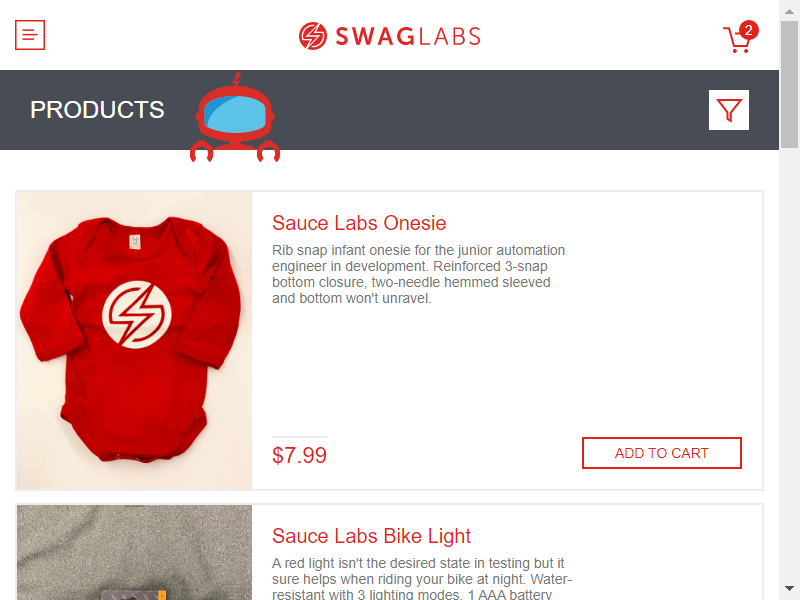 SWAGLABS
2
PRODUCTS
Sauce Labs Onesie
Rib snap infant onesie for the junior automation
engineer in development. Reinforced 3-snap
bottom closure, two-needle hemmed sleeved
and bottom won't unravel.
$7.99
ADD TO CART
Sauce Labs Bike Light
A red light isn't the desired state in testing but it
sure helps when riding your bike at night. Water-
resistant with 3 lighting modes, 1 AAA battery